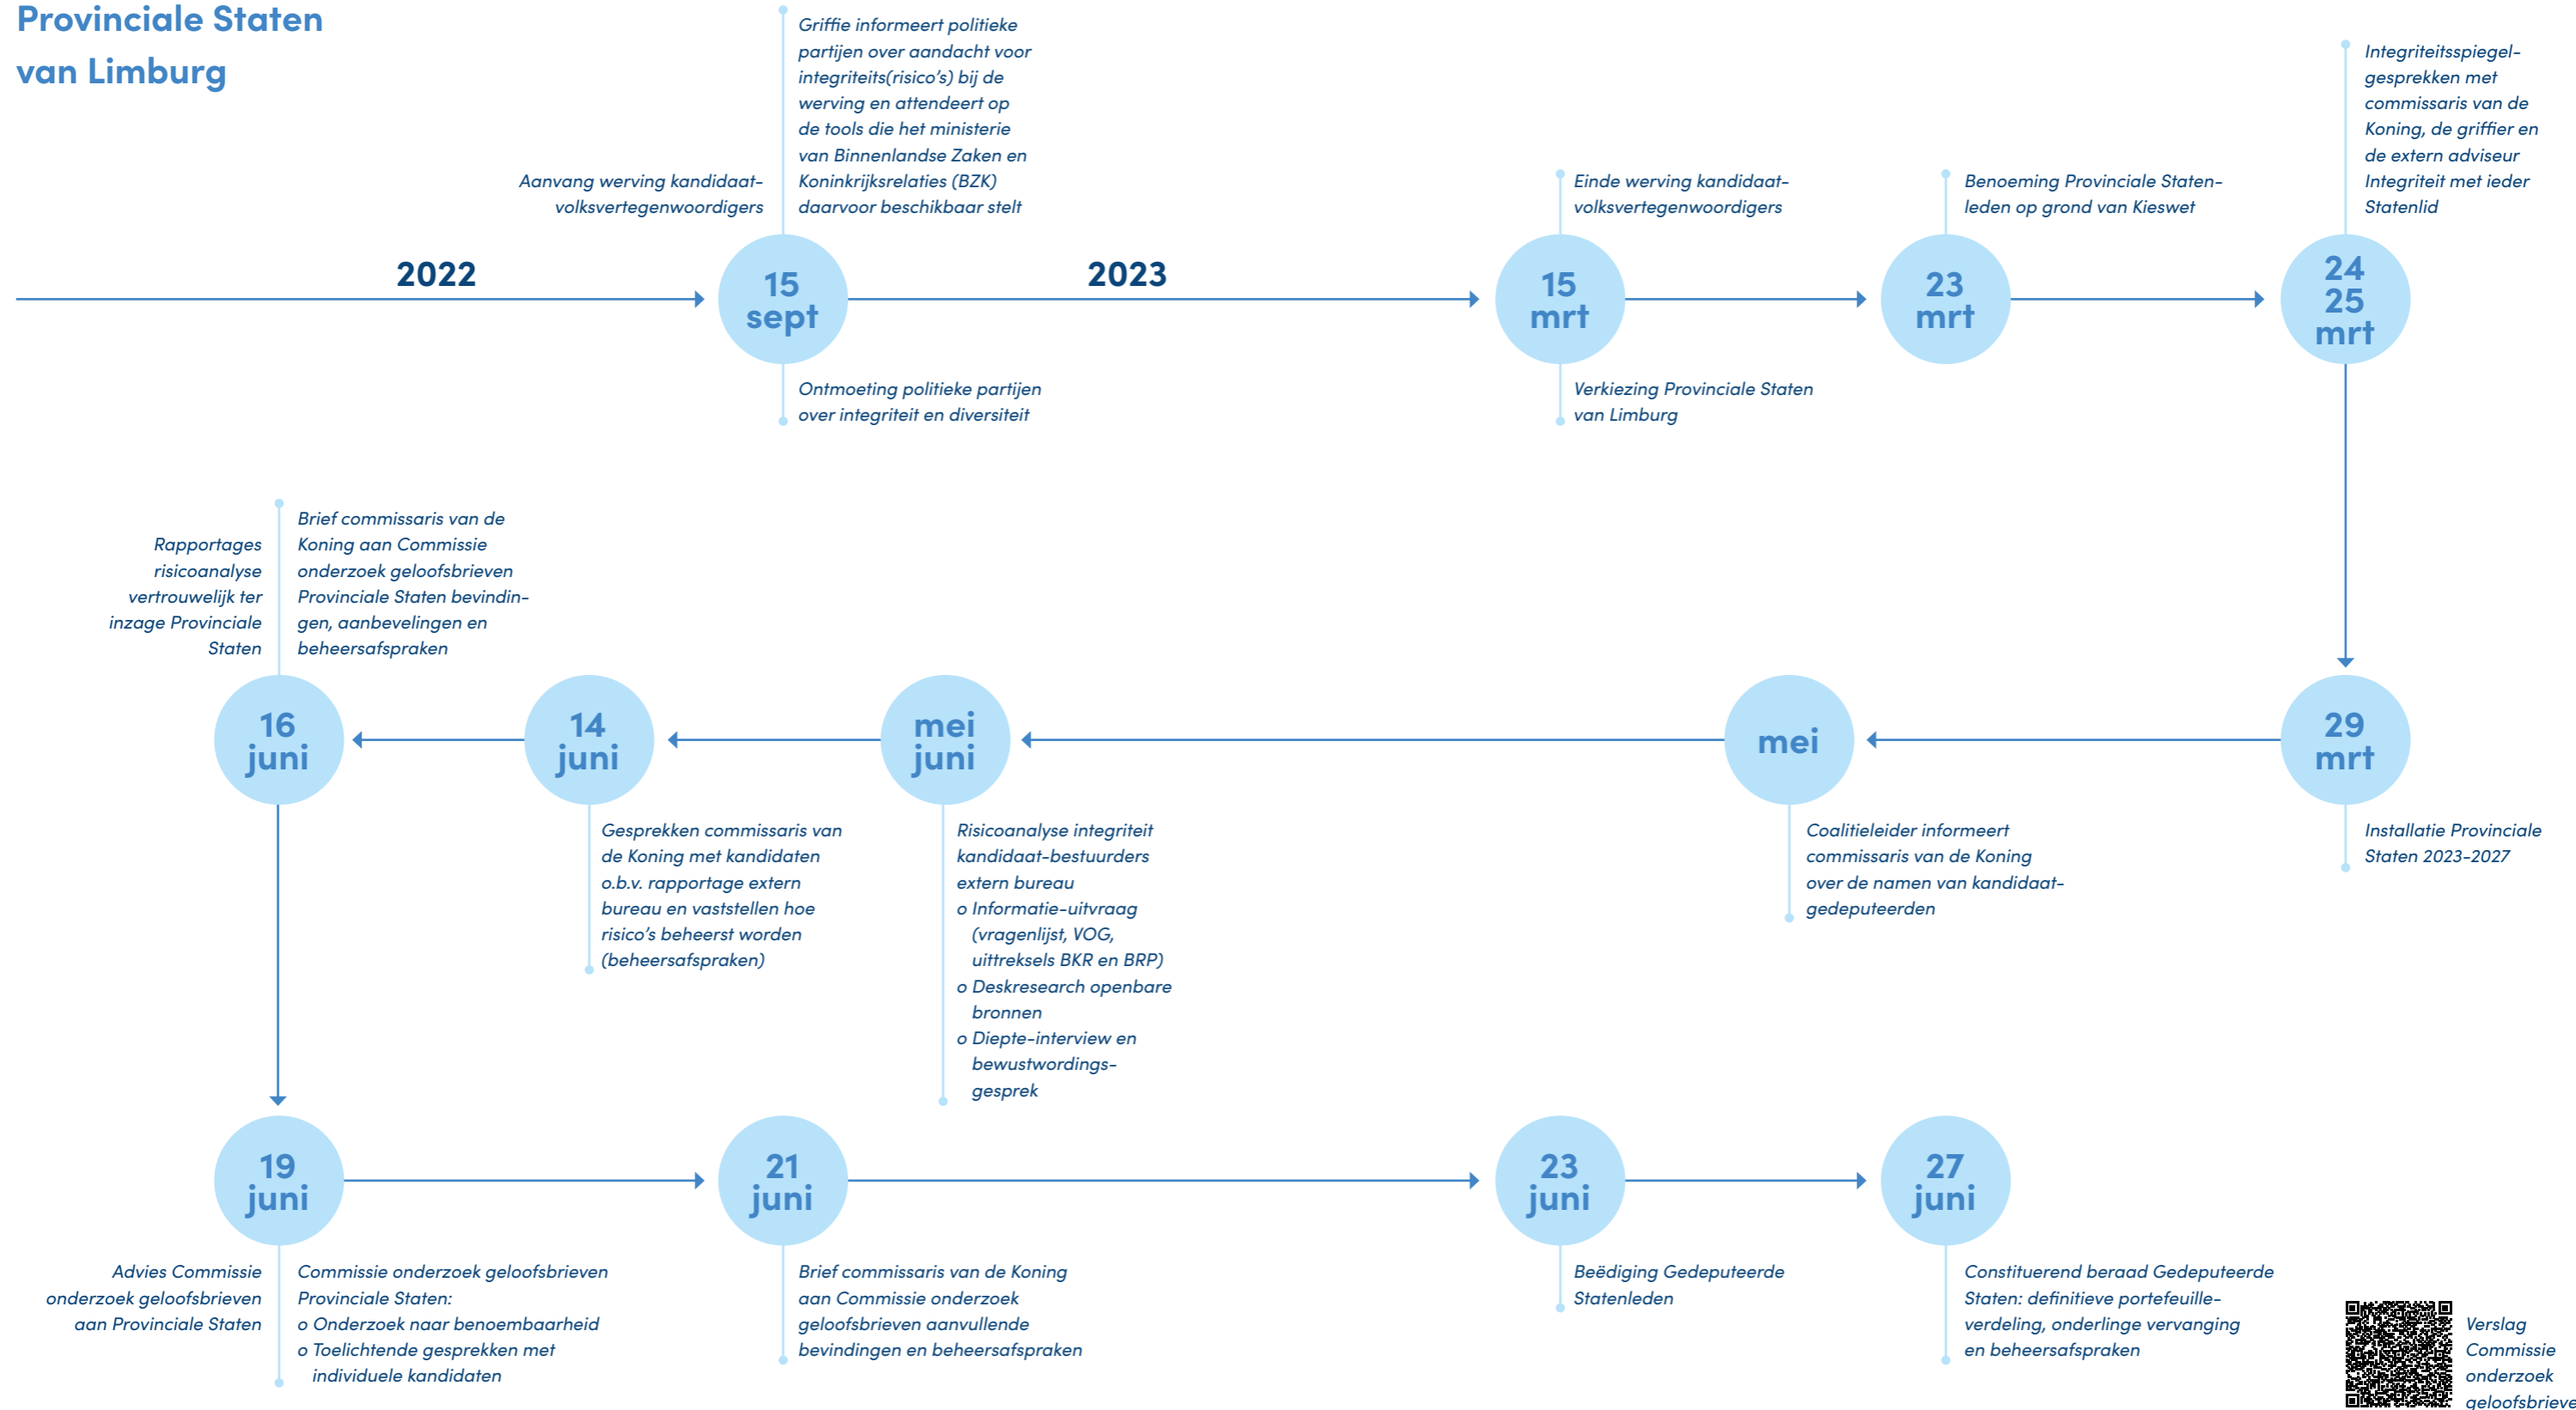 Provinciale Staten
van Limburg
Aanvang werving kandidaat-
volksvertegenwoordigers
Griffie informeert politieke
partijen over aandacht voor
integriteits(risico's) bij de
werving en attendeert op
de tools die het ministerie
van Binnenlandse Zaken en
Koninkrijksrelaties (BZK)
daarvoor beschikbaar stelt
Einde werving kandidaat-
volksvertegenwoordigers
Benoeming Provinciale Staten-
leden op grond van Kieswet
Integriteitsspiegel-
gesprekken met
commissaris van de
Koning, de griffier en
de extern adviseur
Integriteit met ieder
Statenlid
2022
15
sept
2023
15
mrt
23
mrt
24
25
mrt
Ontmoeting politieke partijen
over integriteit en diversiteit
Verkiezing Provinciale Staten
van Limburg
Rapportages
risicoanalyse
vertrouwelijk ter
inzage Provinciale
Staten
Brief commissaris van de
Koning aan Commissie
onderzoek geloofsbrieven
Provinciale Staten bevindin-
gen, aanbevelingen en
beheersafspraken
16
juni
14
juni
mei
juni
mei
29
mrt
Gesprekken commissaris van
de Koning met kandidaten
o.b.v. rapportage extern
bureau en vaststellen hoe
risico's beheerst worden
(beheersafspraken)
Risicoanalyse integriteit
kandidaat-bestuurders
extern bureau
o Informatie-uitvraag
(vragenlijst, VOG,
uittreksels BKR en BRP)
o Deskresearch openbare
bronnen
o Diepte-interview en
bewustwordings-
gesprek
Coalitieleider informeert
commissaris van de Koning
over de namen van kandidaat-
gedeputeerden
Installatie Provinciale
Staten 2023-2027
19
juni
21
juni
23
juni
27
juni
Advies Commissie
onderzoek geloofsbrieven
aan Provinciale Staten
Commissie onderzoek geloofsbrieven
Provinciale Staten:
o Onderzoek naar benoembaarheid
o Toelichtende gesprekken met
individuele kandidaten
Brief commissaris van de Koning
aan Commissie onderzoek
geloofsbrieven aanvullende
bevindingen en beheersafspraken
Beëdiging Gedeputeerde
Statenleden
Constituerend beraad Gedeputeerde
Staten: definitieve portefeuille-
verdeling, onderlinge vervanging
en beheersafspraken
Verslag
Commissie
onderzoek
geloofsbrieve